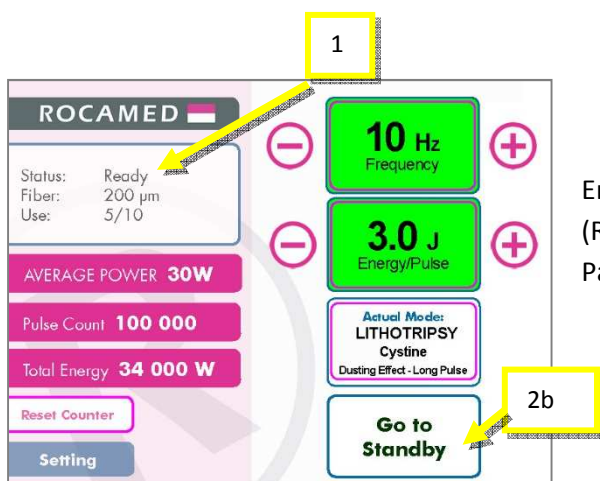 1
ROCAMED
Status: Ready
Fiber: 200 µm
Use: 5/10
AVERAGE POWER 30W
Pulse Count 100 000
Total Energy 34 000 W
Reset Counter
Setting
10 Hz
Frequency
3.0 J
Energy/Pulse
Actual Mode:
LITHOTRIPSY
Cystine
Dusting Effect - Long Pulse
Go to
Standby
2b